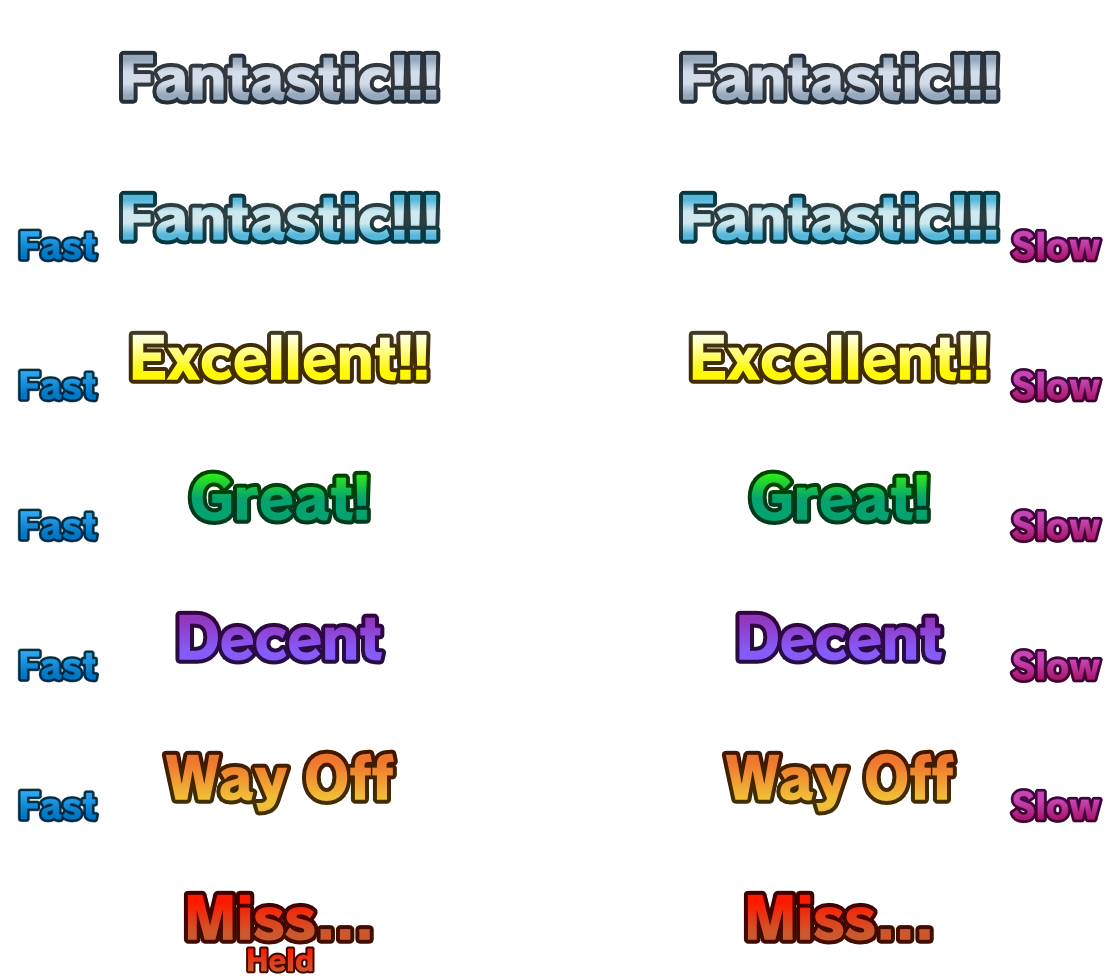 Fantastic!!! Fantastic!!!
Fast Fantastic!!! Fantastic!!! Slow
Fast Excellent!! Excellent!! Slow
Fast Great! Great! Slow
Fast Decent Decent Slow
Fast Way Off Way Off Slow
Miss... Miss...
Held